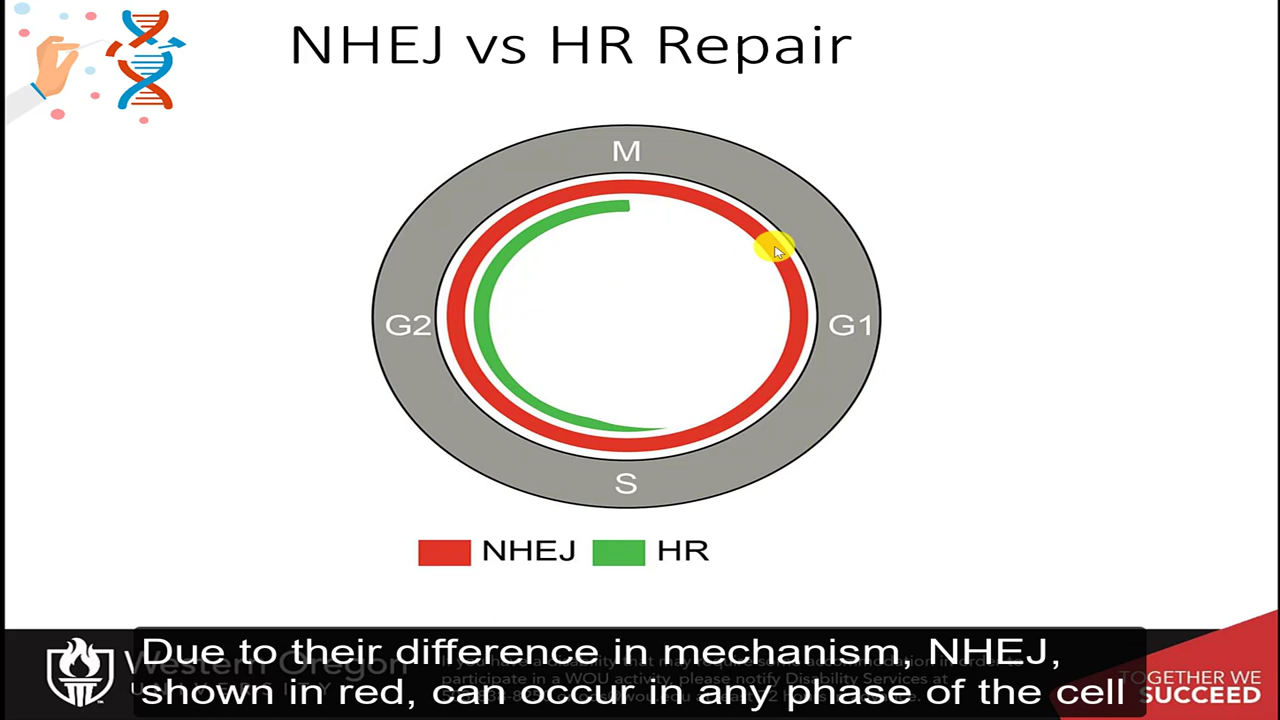 NHEJ vs HR Repair
M
G2
G1
S
NHEJ HR
Due to their difference in mechanism, NHEJ,
shown in red, can occur in any phase of the cell
Western Oregon
TOGETHER WE
SUCCEED